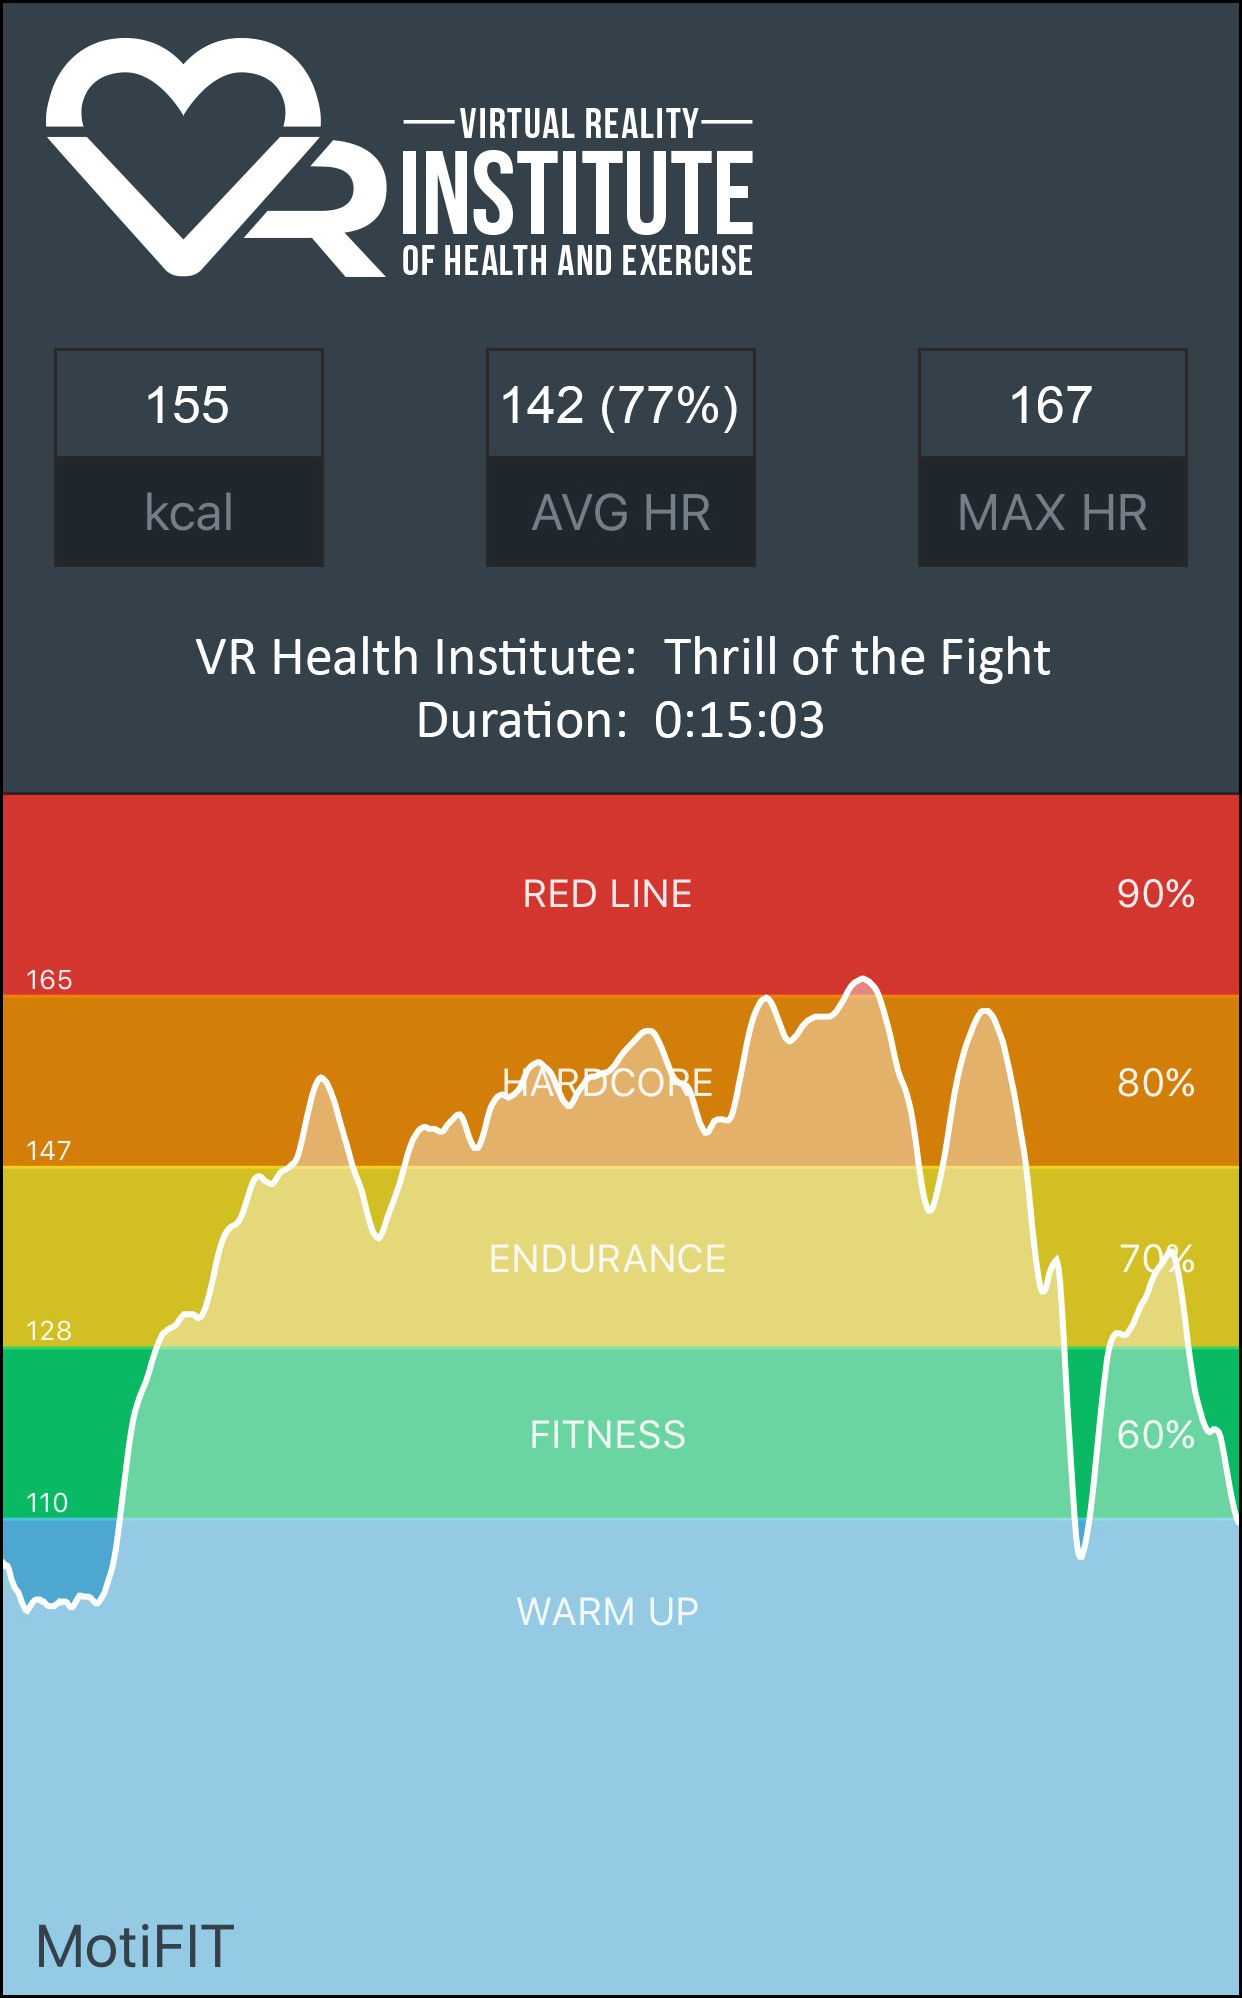 VIRTUAL REALITY
INSTITUTE
OF HEALTH AND EXERCISE
VR
155
kcal
142 (77%)
AVG HR
167
MAX HR
VR Health Institute: Thrill of the Fight
Duration: 0:15:03
RED LINE 90%
165
HARDCORE 80%
147
ENDURANCE 70%
128
FITNESS 60%
110
WARM UP
MotiFIT